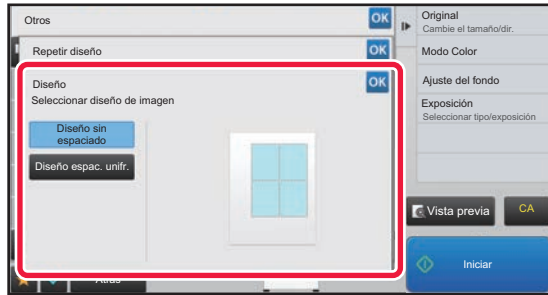 Otros
OK
Repetir diseño
OK
Diseño
OK
Seleccionar diseño de imagen
Diseño sin
espaciado
Diseño espac. unifr.
Atrás
Original
Cambie el tamaño/dir.
Modo Color
Ajuste del fondo
Exposición
Seleccionar tipo/exposición
Vista previa
CA
Iniciar